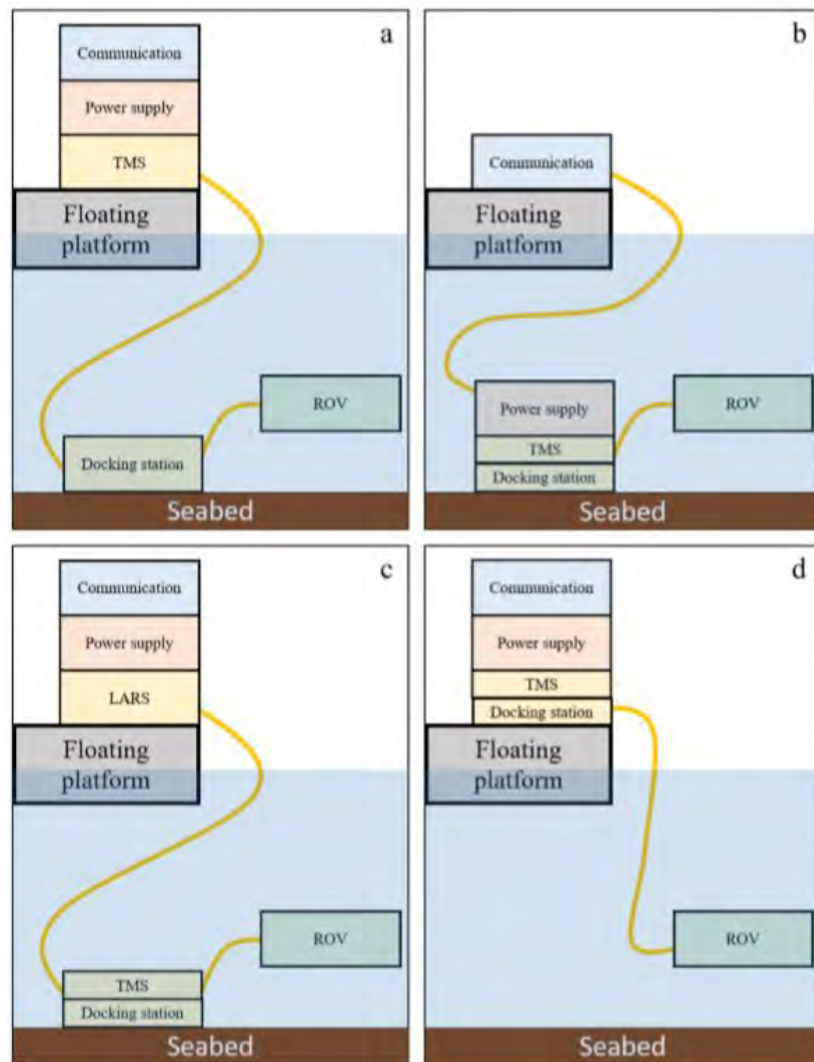 a
Communication
Power supply
TMS
Floating
platform
ROV
Docking station
Seabed
b
Communication
Floating
platform
Power supply
ROV
TMS
Docking station
Seabed
c
Communication
Power supply
LARS
Floating
platform
ROV
TMS
Docking station
Seabed
d
Communication
Power supply
TMS
Docking station
Floating
platform
ROV
Seabed